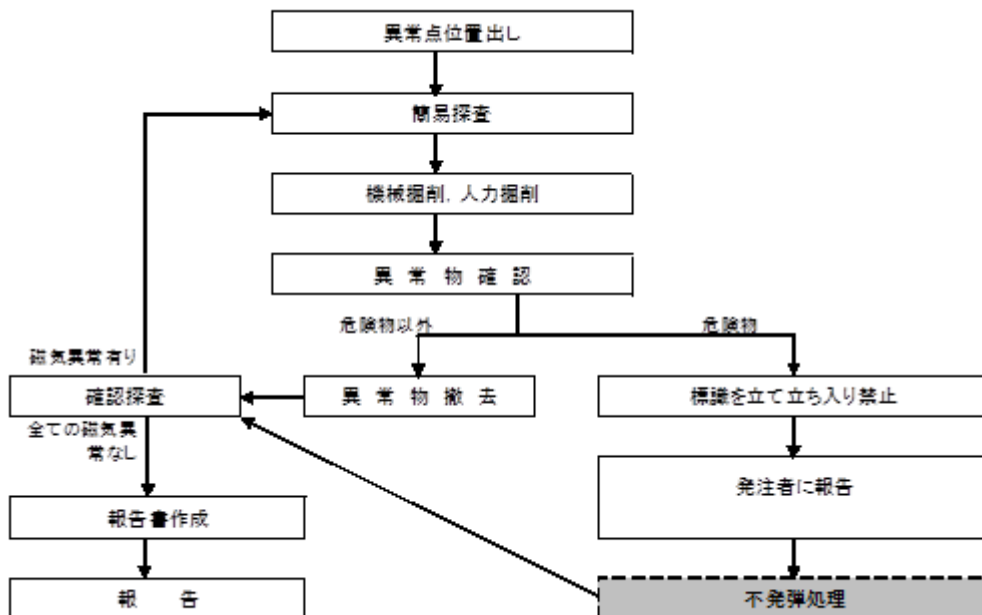 異常点位置出し
簡易探査
機械掘削，人力掘削
異 常 物 確 認
危険物以外
危険物
磁気異常有り
確認探査
異 常 物 撤 去
標識を立て立ち入り禁止
全ての磁気異
常なし
発注者に報告
報告書作成
報 告
不発弾処理